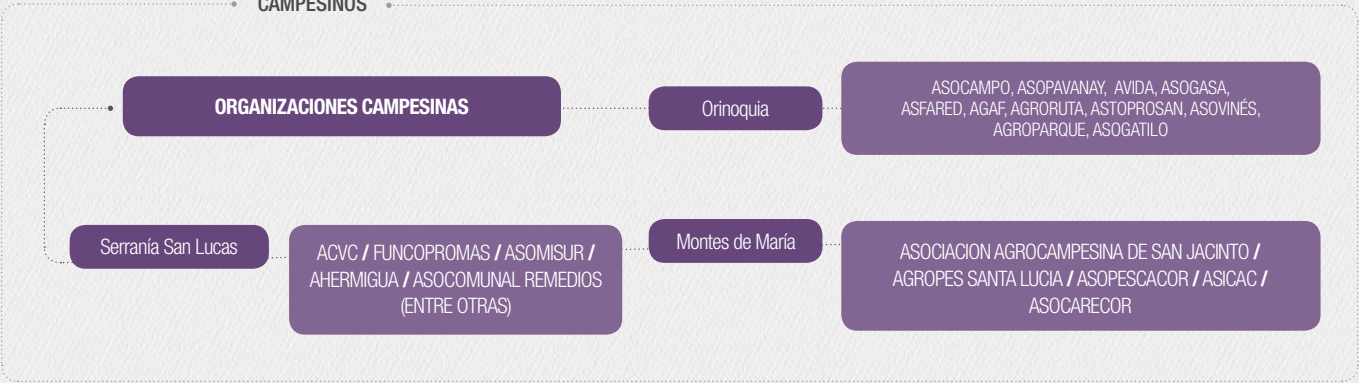 CAMPESINOS
ORGANIZACIONES CAMPESINAS
Orinoquia
ASOCAMPO, ASOPAVANAY, AVIDA, ASOGASA,
ASFARED, AGAF, AGRORUTA, ASTOPROSAN, ASOVINÉS,
AGROPARQUE, ASOGATILO
Serranía San Lucas
ACVC / FUNCOPROMAS / ASOMISUR /
AHERMIGUA / ASOCOMUNAL REMEDIOS
(ENTRE OTRAS)
Montes de María
ASOCIACION AGROCAMPESINA DE SAN JACINTO /
AGROPES SANTA LUCIA / ASOPESCACOR / ASICAC /
ASOCARECOR